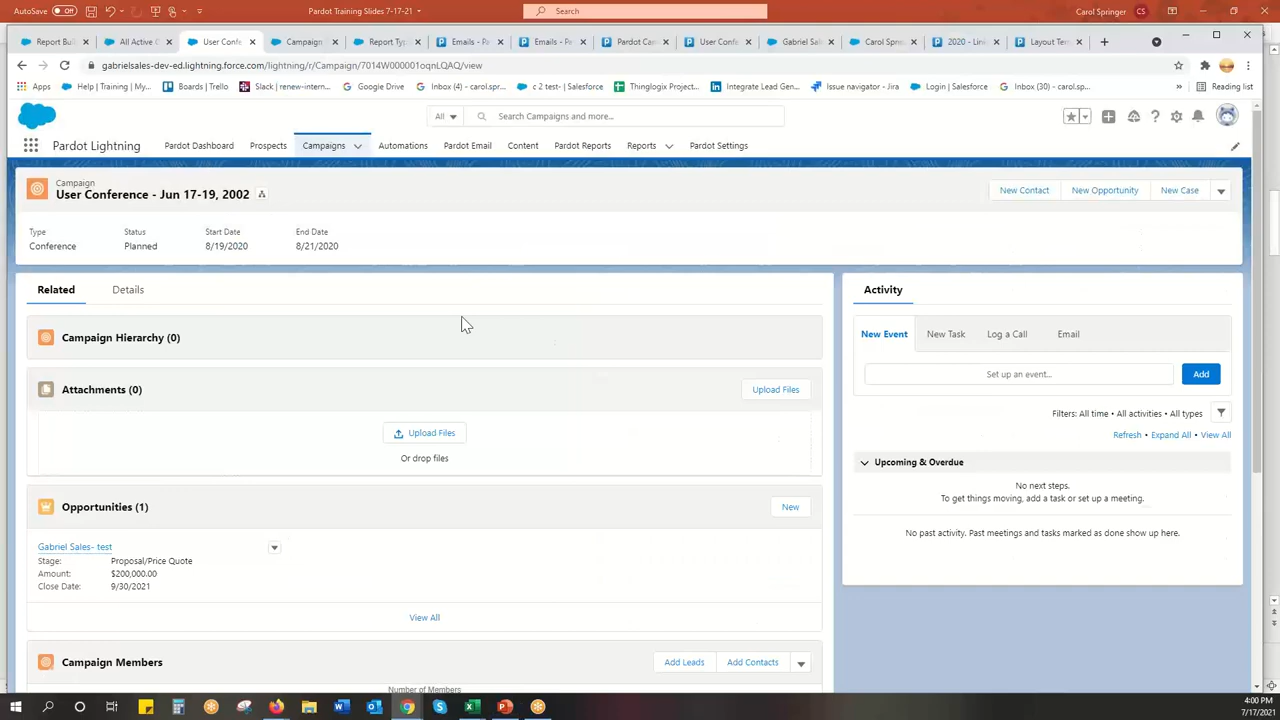 AutoSave Off Pardot Training Slides 7-17-21 Search Carol Springer CS
Report Buil All Active C User Confe Campaign Report Type Emails - Pa Emails - Pa Pardot Cam User Confe Gabriel Sal Carol Spren 2020 - Link Layout Tem
gabrielsales-dev-ed.lightning.force.com/lightning/r/Campaign/7014W000001oqnLQAQ/view
Apps Help | Training | My... Boards | Trello Slack | renew-intern... Google Drive Inbox (4) - carol.spr... c 2 test- | Salesforce Thinglogix Project... Integrate Lead Gen... Issue navigator - Jira Login | Salesforce Inbox (30) - carol.sp... » Reading list
All Search Campaigns and more...
Pardot Lightning Pardot Dashboard Prospects Campaigns Automations Pardot Email Content Pardot Reports Reports Pardot Settings
Campaign
User Conference - Jun 17-19, 2002
New Contact New Opportunity New Case
Type Status Start Date End Date
Conference Planned 8/19/2020 8/21/2020
Related Details
Campaign Hierarchy (0)
Attachments (0) Upload Files
Upload Files
Or drop files
Opportunities (1) New
Gabriel Sales- test
Stage: Proposal/Price Quote
Amount: $200,000.00
Close Date: 9/30/2021
View All
Campaign Members Add Leads Add Contacts
Number of Members
Activity
New Event New Task Log a Call Email
Set up an event... Add
Filters: All time • All activities • All types
Refresh • Expand All • View All
Upcoming & Overdue
No next steps.
To get things moving, add a task or set up a meeting.
No past activity. Past meetings and tasks marked as done show up here.
4:00 PM
7/17/2021